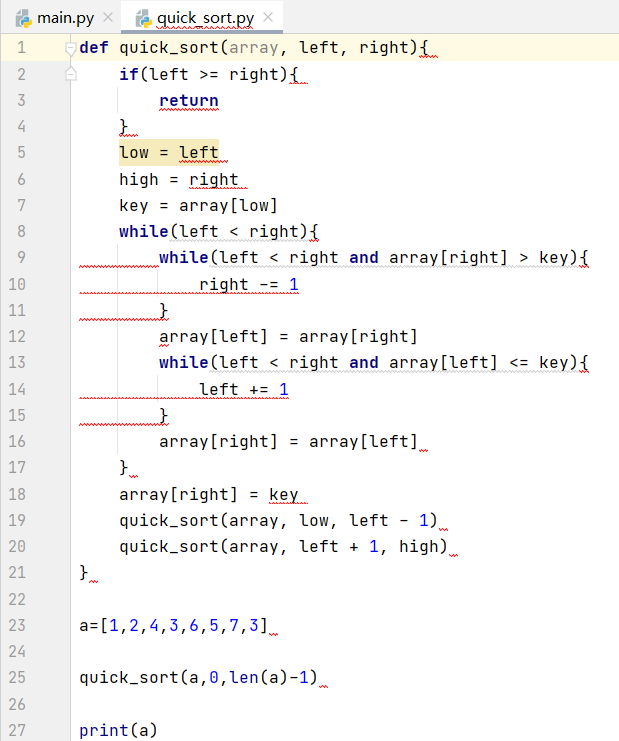 main.py quick_sort.py
1 def quick_sort(array, left, right){
2 if(left >= right){
3 return
4 }
5 low = left
6 high = right
7 key = array[low]
8 while(left < right){
9 while(left < right and array[right] > key){
10 right -= 1
11 }
12 array[left] = array[right]
13 while(left < right and array[left] <= key){
14 left += 1
15 }
16 array[right] = array[left]
17 }
18 array[right] = key
19 quick_sort(array, low, left - 1)
20 quick_sort(array, left + 1, high)
21 }
22
23 a=[1,2,4,3,6,5,7,3]
24
25 quick_sort(a,0,len(a)-1)
26
27 print(a)